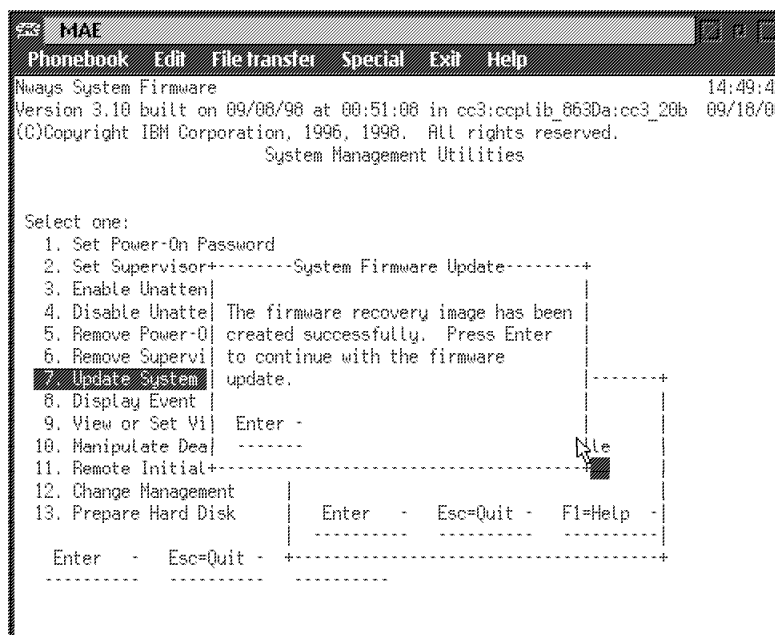 MAE
Phonebook Edit File transfer Special Exit Help
Nways System Firmware 14:49:4
Version 3.10 built on 09/08/98 at 00:51:08 in cc3:ccplib_863Da:cc3_20b 09/18/0
(C)Copyright IBM Corporation, 1996, 1998. All rights reserved.
System Management Utilities
Select one:
1. Set Power-On Password
2. Set Supervisor+--------System Firmware Update--------+
3. Enable Unatten|
4. Disable Unatte| The firmware recovery image has been |
5. Remove Power-O| created successfully. Press Enter |
6. Remove Supervi| to continue with the firmware |
7. Update System | update. |-------+
8. Display Event | | |
9. View or Set Vi| Enter - | |
10. Manipulate Dea| ------- le |
11. Remote Initial+-------------------------------------+
12. Change Management | |
13. Prepare Hard Disk | Enter - Esc=Quit - F1=Help -|
| ---------- ---------- ----------|
Enter - Esc=Quit - +-------------------------------------+
---------- ---------- ----------